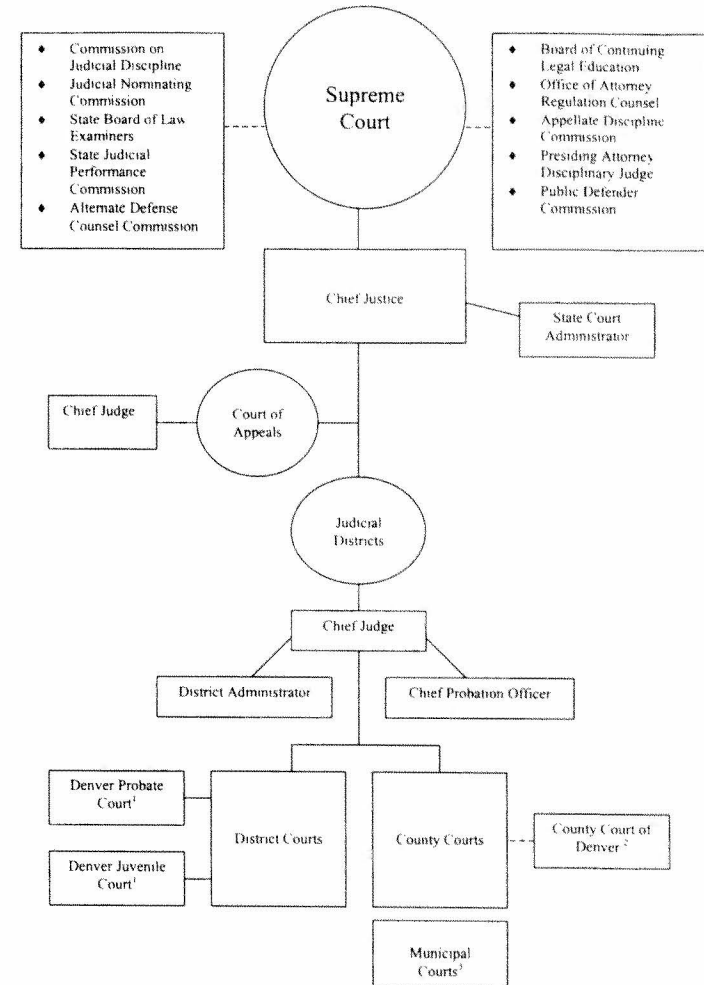 ♦ Commission on
Judicial Discipline
♦ Judicial Nominating
Commission
♦ State Board of Law
Examiners
♦ State Judicial
Performance
Commission
♦ Alternate Defense
Counsel Commission
Supreme
Court
♦ Board of Continuing
Legal Education
♦ Office of Attorney
Regulation Counsel
♦ Appellate Discipline
Commission
♦ Presiding Attorney
Disciplinary Judge
♦ Public Defender
Commission
Chief Justice
State Court
Administrator
Chief Judge
Court of
Appeals
Judicial
Districts
Chief Judge
District Administrator
Chief Probation Officer
Denver Probate
Court¹
Denver Juvenile
Court¹
District Courts
County Courts
County Court of
Denver ²
Municipal
Courts³